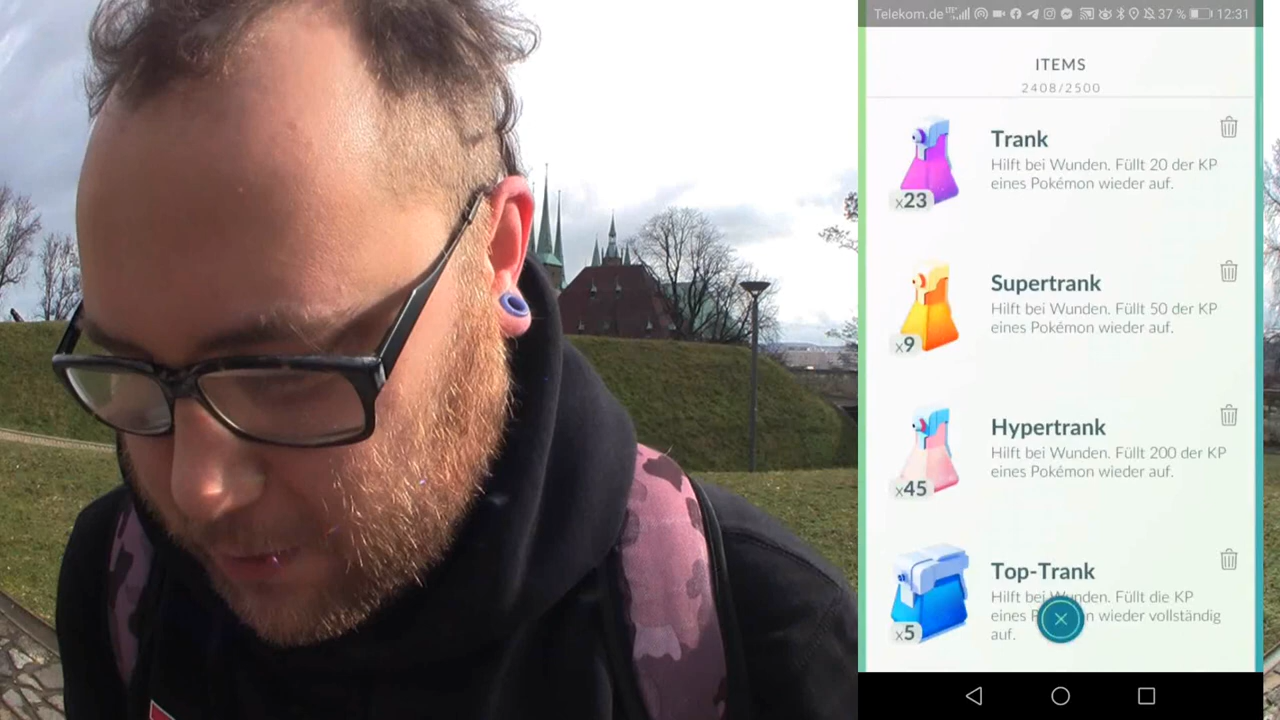 Telekom.de LTE 37 % 12:31
ITEMS
2408/2500
Trank
Hilft bei Wunden. Füllt 20 der KP
eines Pokémon wieder auf.
x23
Supertrank
Hilft bei Wunden. Füllt 50 der KP
eines Pokémon wieder auf.
x9
Hypertrank
Hilft bei Wunden. Füllt 200 der KP
eines Pokémon wieder auf.
x45
Top-Trank
Hilft bei Wunden. Füllt die KP
eines wieder vollständig
auf.
x5